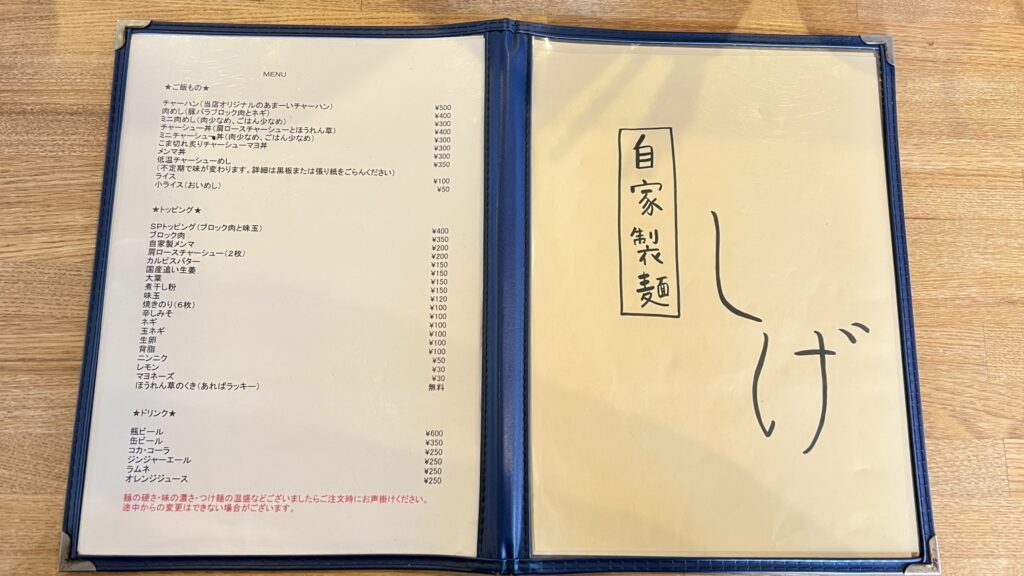 MENU
★ご飯もの★
チャーハン(当店オリジナルのあまーいチャーハン) ¥500
肉めし(豚バラブロック肉とネギ) ¥400
ミニ肉めし(肉少なめ、ごはん少なめ) ¥300
チャーシュー丼(肩ロースチャーシューとほうれん草) ¥400
ミニチャーシュー丼(肉少なめ、ごはん少なめ) ¥300
こま切れ炙りチャーシューマヨ丼 ¥300
メンマ丼 ¥300
低温チャーシューめし ¥350
(不定期で味が変わります。詳細は黒板または張り紙をごらんください)
ライス ¥100
小ライス(おいめし) ¥50
★トッピング★
SPトッピング(ブロック肉と味玉) ¥400
ブロック肉 ¥350
自家製メンマ ¥200
肩ロースチャーシュー(2枚) ¥200
カルピスバター ¥150
国産追い生姜 ¥150
大葉 ¥150
煮干し粉 ¥150
味玉 ¥120
焼きのり(6枚) ¥100
辛しみそ ¥100
ネギ ¥100
玉ネギ ¥100
生卵 ¥100
背脂 ¥100
ニンニク ¥50
レモン ¥30
マヨネーズ ¥30
ほうれん草のくき(あればラッキー) 無料
★ドリンク★
瓶ビール ¥600
缶ビール ¥350
コカ・コーラ ¥250
ジンジャーエール ¥250
ラムネ ¥250
オレンジジュース ¥250
麺の硬さ・味の濃さ・つけ麺の温盛などございましたらご注文時にお声掛けください。
途中からの変更はできない場合がございます。
自家製麺
しげ